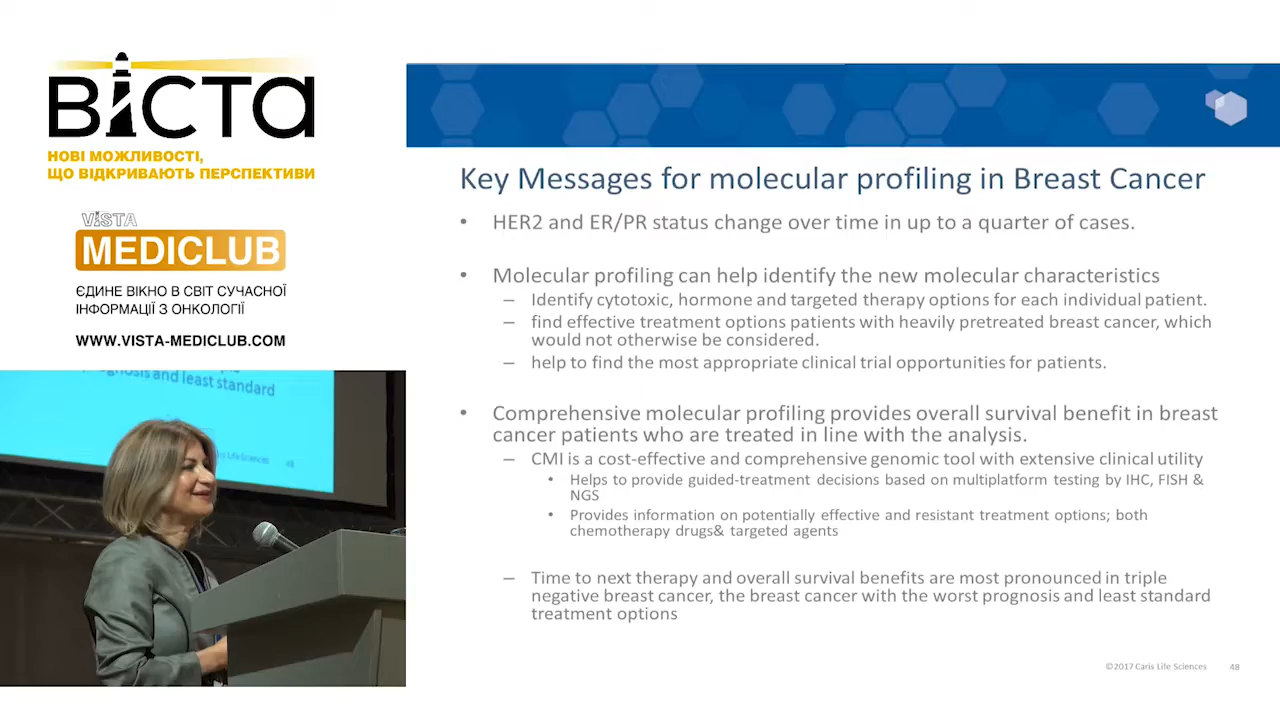 ВІСТА
НОВІ МОЖЛИВОСТІ,
ЩО ВІДКРИВАЮТЬ ПЕРСПЕКТИВИ
ViSTA
MEDICLUB
ЄДИНЕ ВІКНО В СВІТ СУЧАСНОЇ
ІНФОРМАЦІЇ З ОНКОЛОГІЇ
WWW.VISTA-MEDICLUB.COM
Key Messages for molecular profiling in Breast Cancer
• HER2 and ER/PR status change over time in up to a quarter of cases.
• Molecular profiling can help identify the new molecular characteristics
– Identify cytotoxic, hormone and targeted therapy options for each individual patient.
– find effective treatment options patients with heavily pretreated breast cancer, which
would not otherwise be considered.
– help to find the most appropriate clinical trial opportunities for patients.
• Comprehensive molecular profiling provides overall survival benefit in breast
cancer patients who are treated in line with the analysis.
– CMI is a cost-effective and comprehensive genomic tool with extensive clinical utility
• Helps to provide guided-treatment decisions based on multiplatform testing by IHC, FISH &
NGS
• Provides information on potentially effective and resistant treatment options; both
chemotherapy drugs& targeted agents
– Time to next therapy and overall survival benefits are most pronounced in triple
negative breast cancer, the breast cancer with the worst prognosis and least standard
treatment options
©2017 Caris Life Sciences 48
and least standard
Life Sciences 48